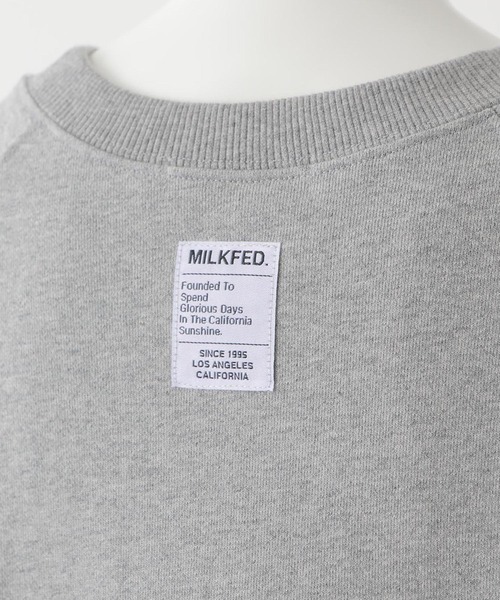 MILKFED.
Founded To
Spend
Glorious Days
In The California
Sunshine.
SINCE 1995
LOS ANGELES
CALIFORNIA